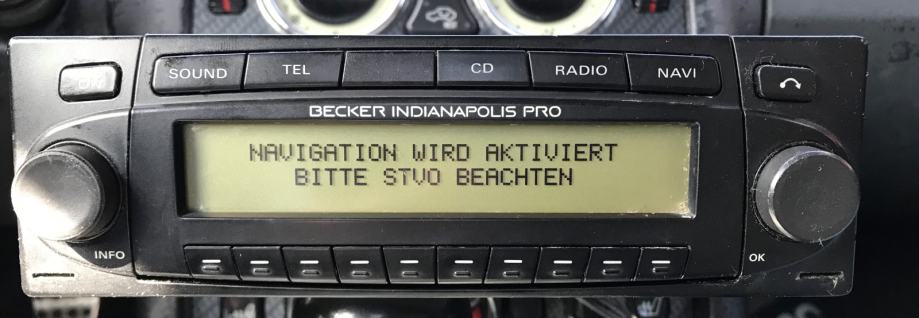 SOUND TEL CD RADIO NAVI
BECKER INDIANAPOLIS PRO
NAVIGATION WIRD AKTIVIERT
BITTE STVO BEACHTEN
INFO
OK